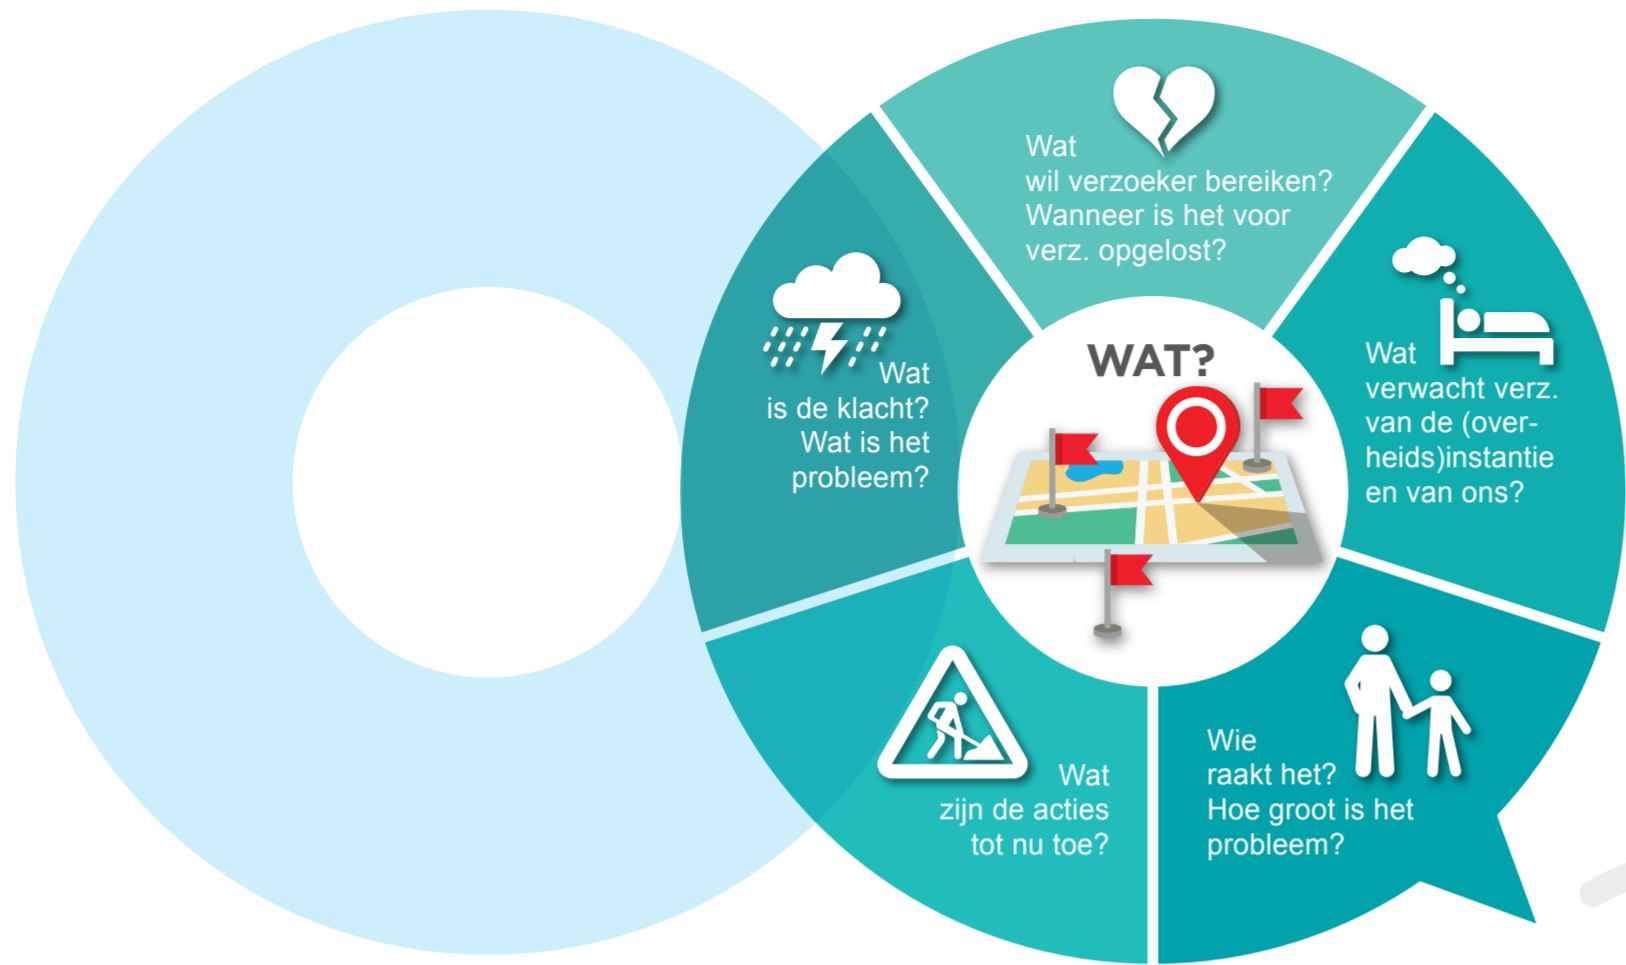 WAT?
Wat
wil verzoeker bereiken?
Wanneer is het voor
verz. opgelost?
Wat
verwacht verz.
van de (over-
heids)instantie
en van ons?
Wie
raakt het?
Hoe groot is het
probleem?
Wat
zijn de acties
tot nu toe?
Wat
is de klacht?
Wat is het
probleem?